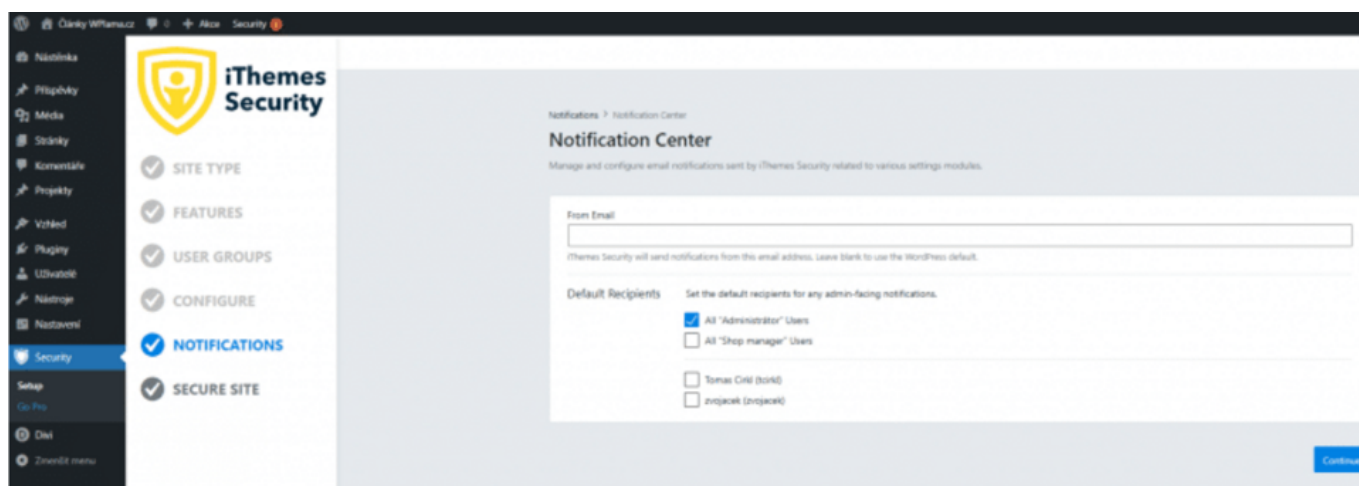 Články WPlama.cz 0 + Akce Security
Nástěnka
Příspěvky
Média
Stránky
Komentáře
Projekty
Vzhled
Pluginy
Uživatelé
Nástroje
Nastavení
Security
Setup
Go Pro
Divi
Zmenšit menu
iThemes
Security
SITE TYPE
FEATURES
USER GROUPS
CONFIGURE
NOTIFICATIONS
SECURE SITE
Notifications > Notification Center
Notification Center
Manage and configure email notifications sent by iThemes Security related to various settings modules.
From Email
iThemes Security will send notifications from this email address. Leave blank to use the WordPress default.
Default Recipients Set the default recipients for any admin-facing notifications.
All "Administrátor" Users
All "Shop manager" Users
Tomas Cirkl (tcirkl)
zvojacek (zvojacek)
Continue